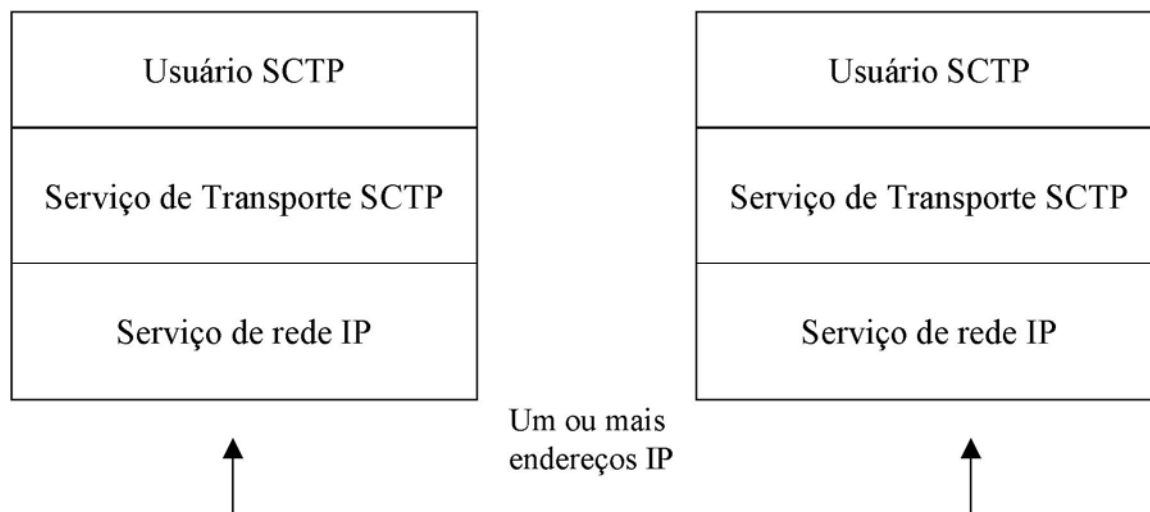 Usuário SCTP
Serviço de Transporte SCTP
Serviço de rede IP
Usuário SCTP
Serviço de Transporte SCTP
Serviço de rede IP
Um ou mais
endereços IP